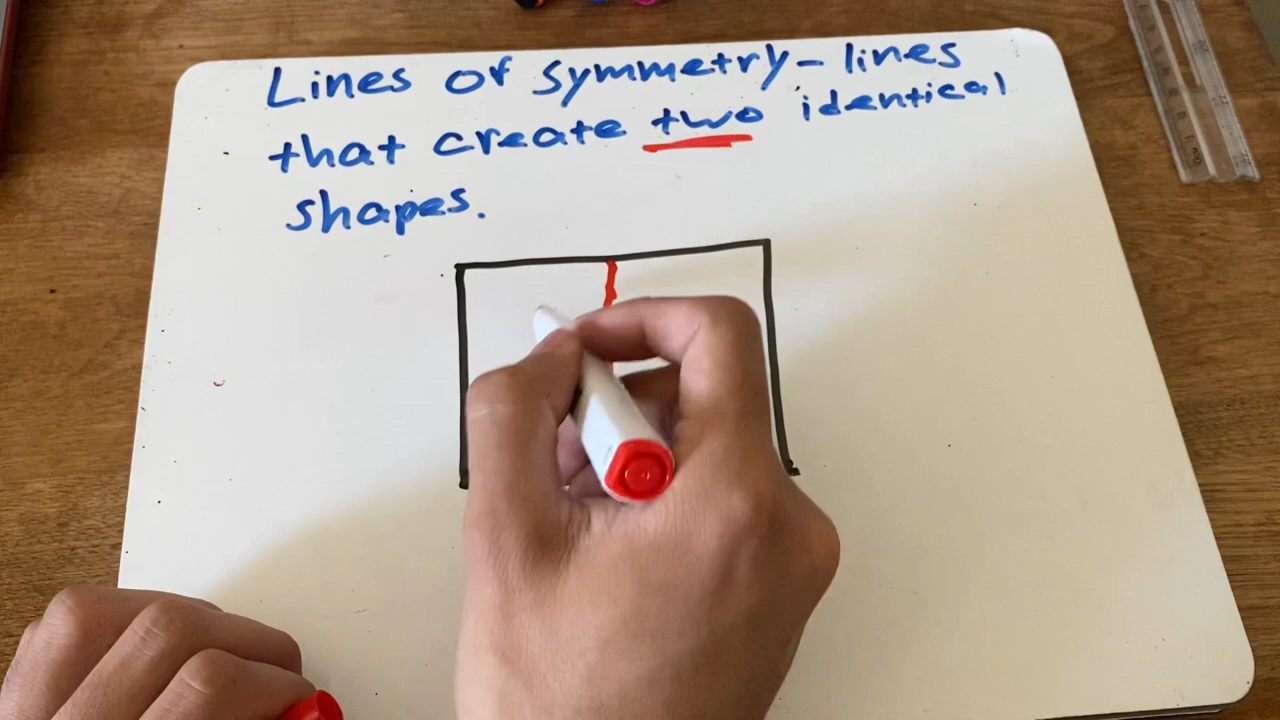 Lines of symmetry - lines
that create two identical
shapes.